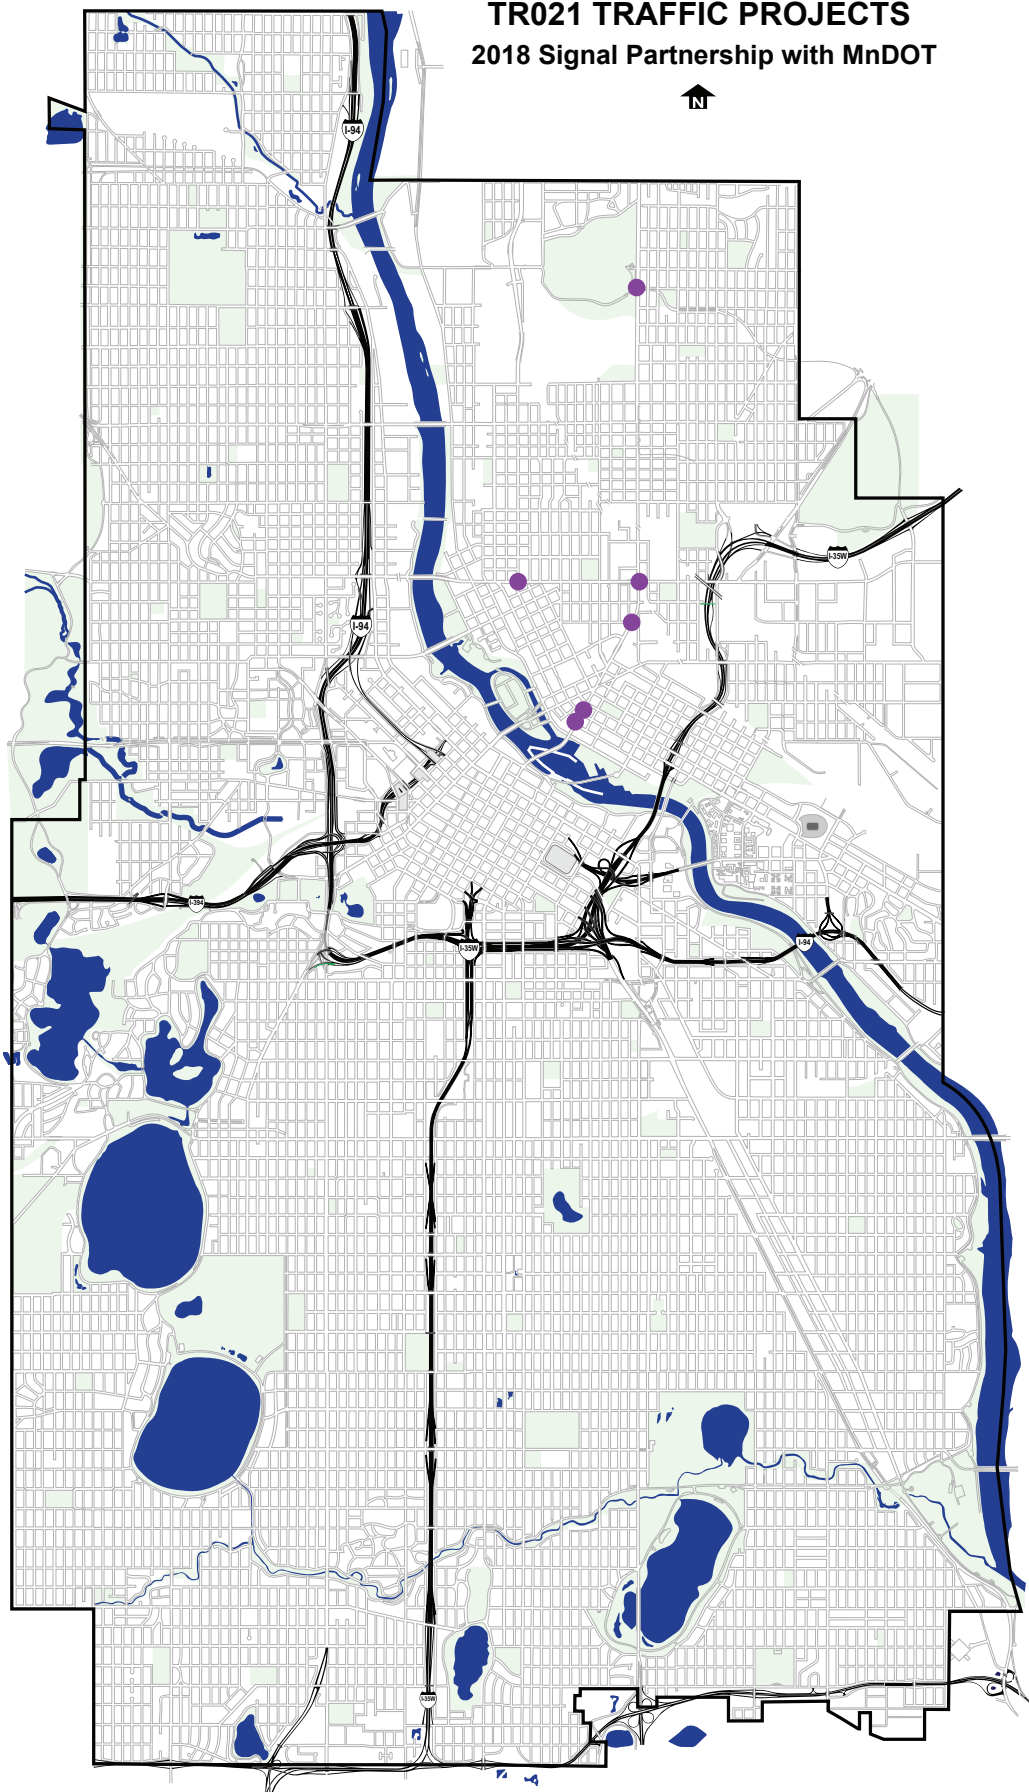 TR021 TRAFFIC PROJECTS
2018 Signal Partnership with MnDOT
N
I-94
I-35W
I-94
I-394
I-35W
I-94
I-35W